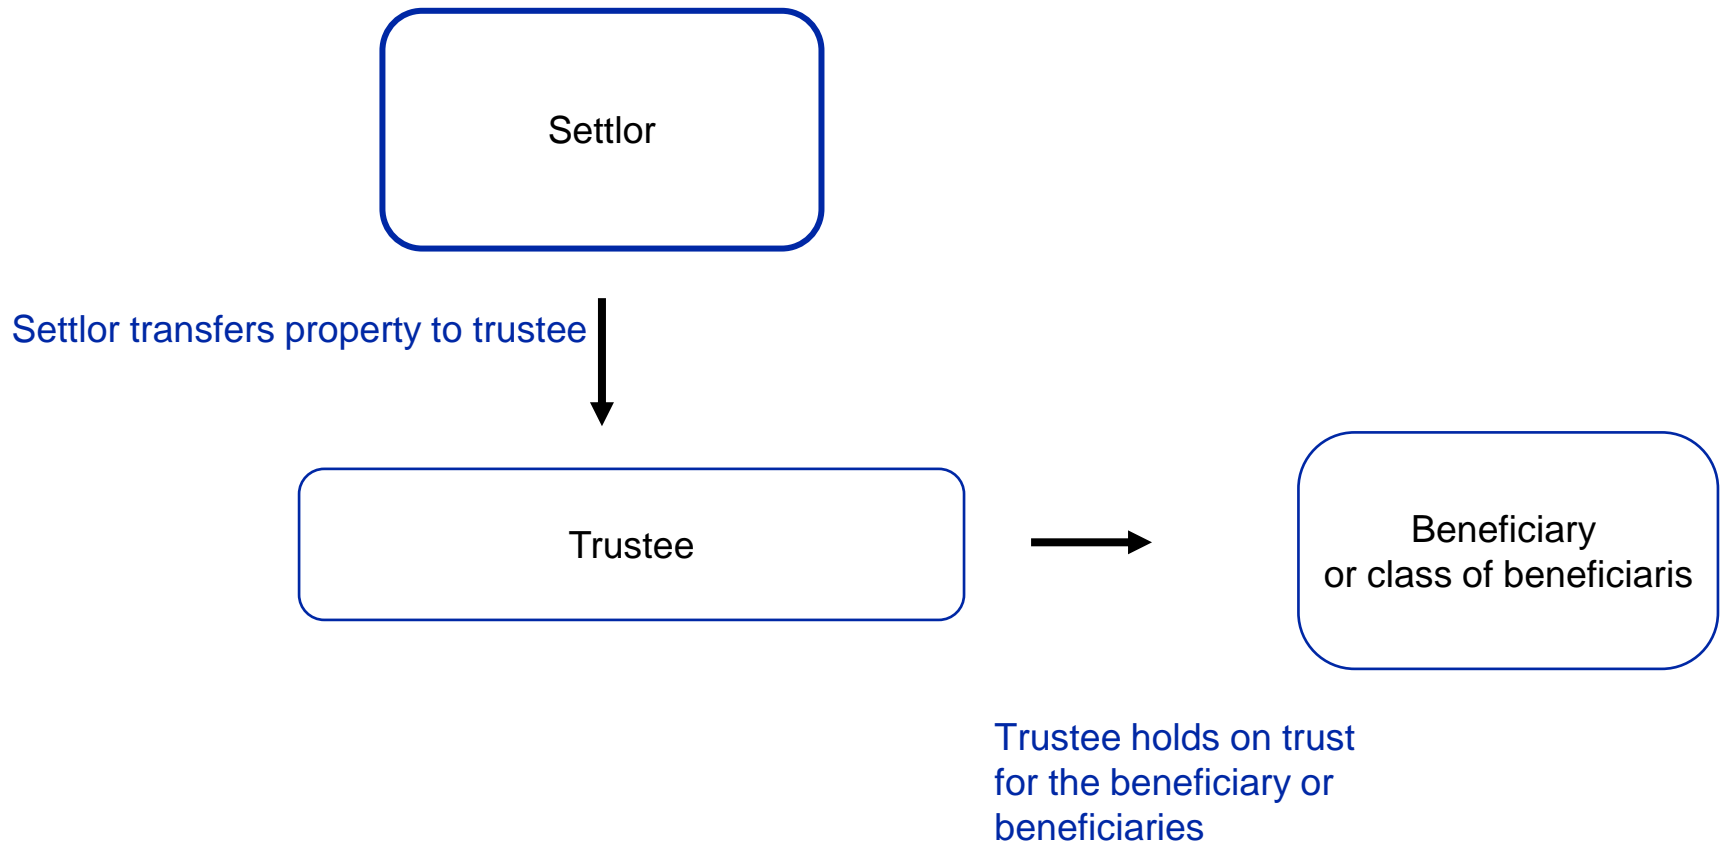 Settlor
Settlor transfers property to trustee
Trustee
Beneficiary
or class of beneficiaris
Trustee holds on trust
for the beneficiary or
beneficiaries